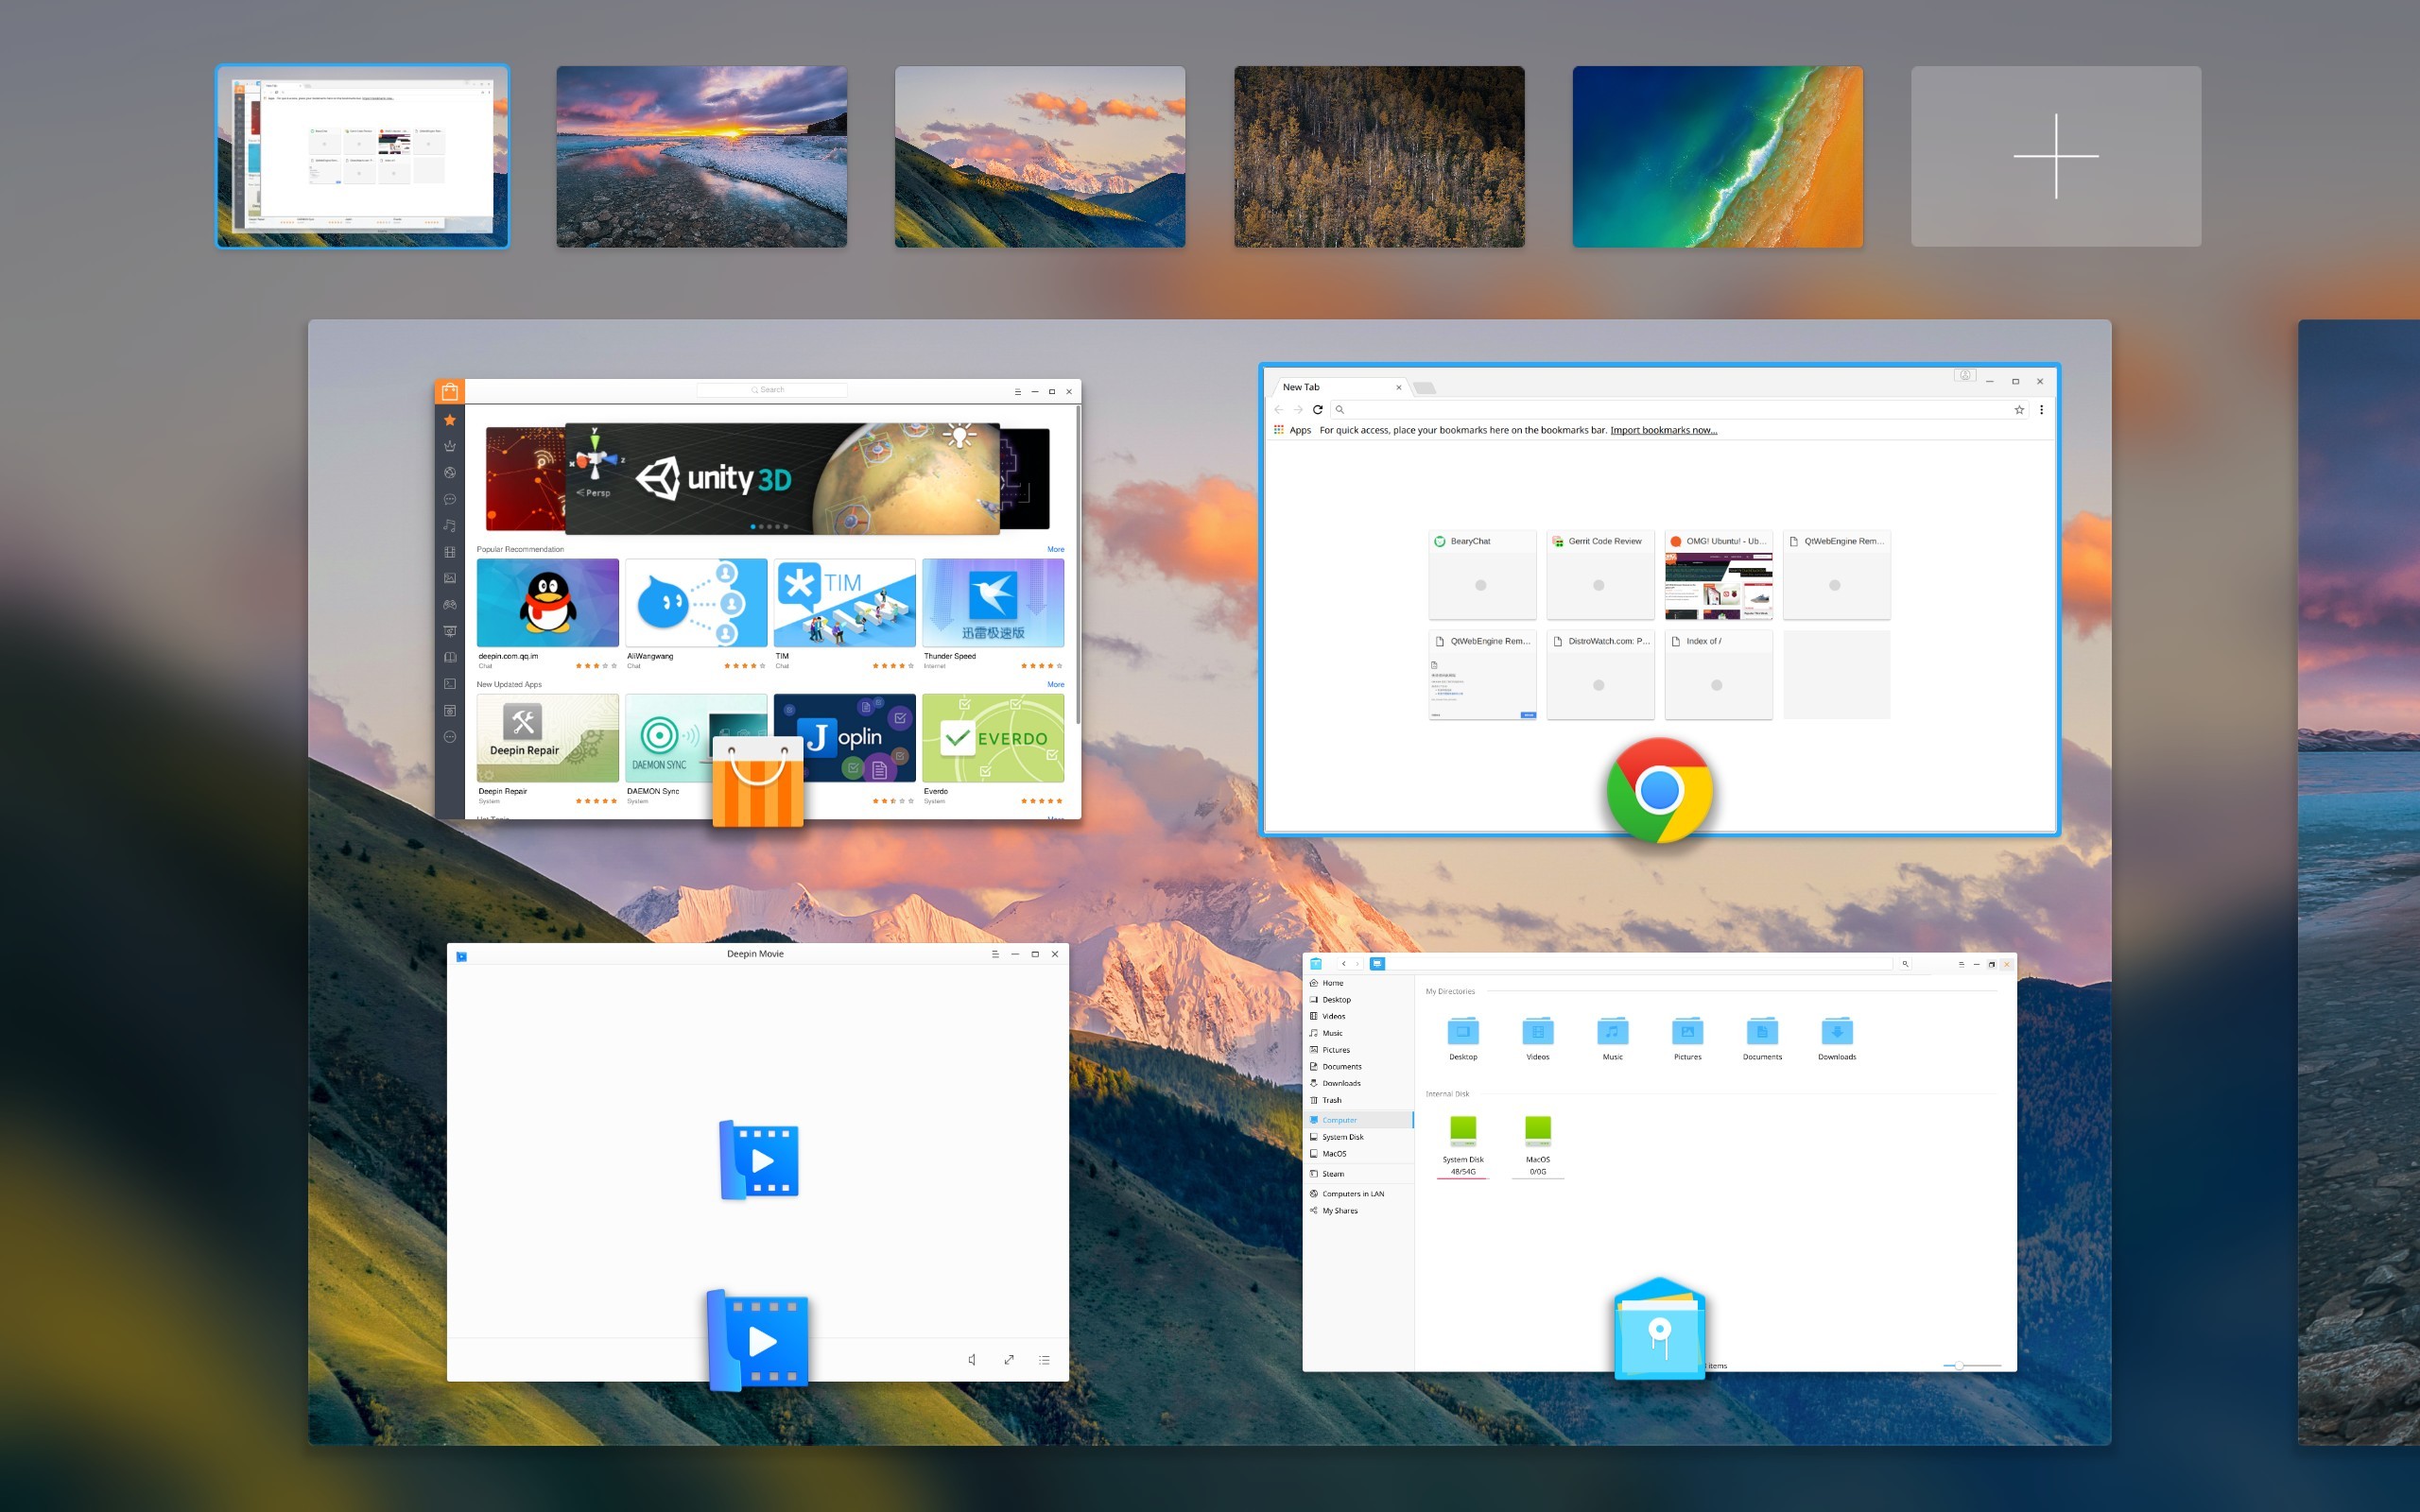 Search
< Persp
unity 3D
Popular Recommendation
More
TIM
迅雷极速版
deepin.com.qq.im
AliWangwang
TIM
Thunder Speed
Chat
Chat
Chat
Internet
New Updated Apps
More
Deepin Repair
DAEMON SYNC
Joplin
EVERDO
Deepin Repair
DAEMON Sync
Everdo
System
System
System
New Tab
Apps
For quick access, place your bookmarks here on the bookmarks bar. Import bookmarks now...
BearyChat
Gerrit Code Review
OMG! Ubuntu! - Ub...
QtWebEngine Rem...
QtWebEngine Rem...
DistroWatch.com: P...
Index of /
Deepin Movie
Home
Desktop
Videos
Music
Pictures
Documents
Downloads
Trash
Computer
System Disk
MacOS
Steam
Computers in LAN
My Shares
My Directories
Desktop
Videos
Music
Pictures
Documents
Downloads
Internal Disk
System Disk
MacOS
48/54G
0/0G
items